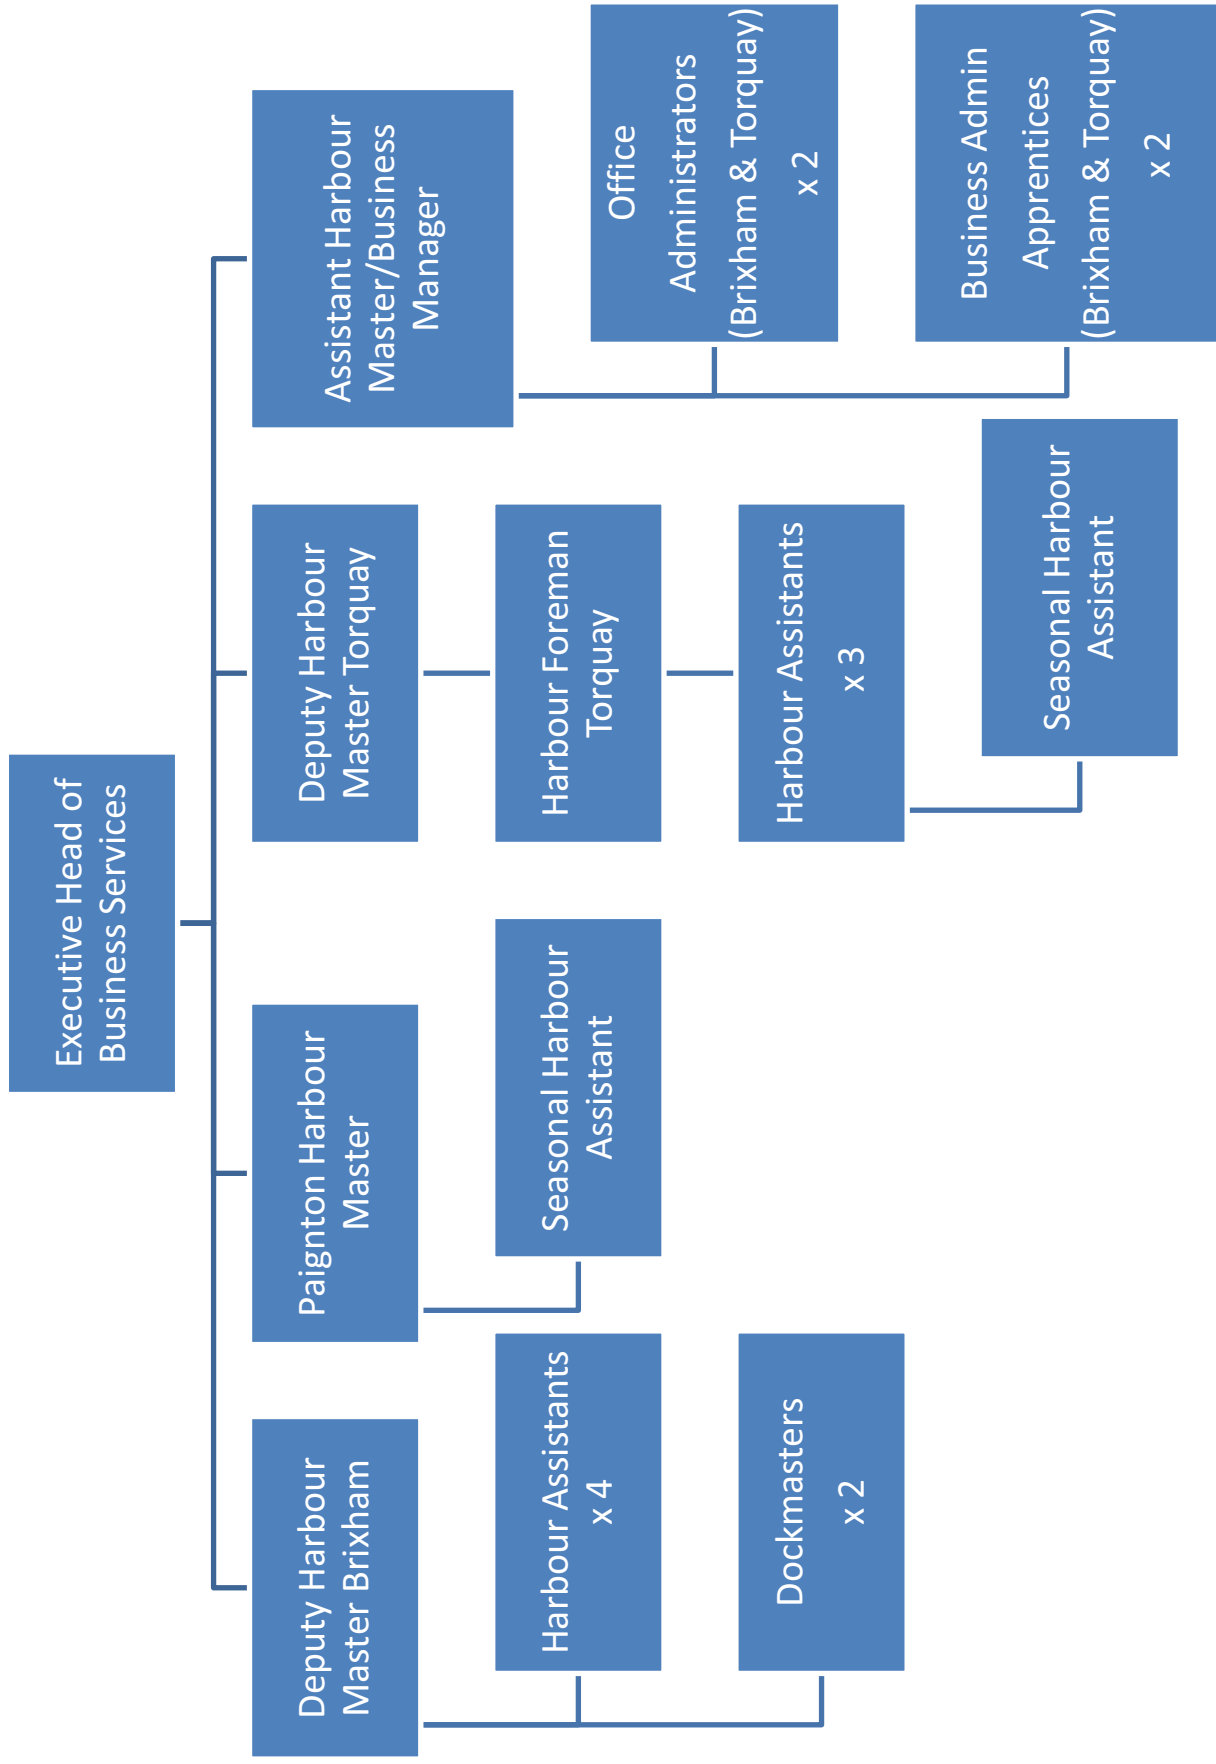 Executive Head of
Business Services
Deputy Harbour
Master Brixham
Harbour Assistants
x 4
Dockmasters
x 2
Paignton Harbour
Master
Seasonal Harbour
Assistant
Deputy Harbour
Master Torquay
Harbour Foreman
Torquay
Harbour Assistants
x 3
Seasonal Harbour
Assistant
Assistant Harbour
Master/Business
Manager
Office
Administrators
(Brixham & Torquay)
x 2
Business Admin
Apprentices
(Brixham & Torquay)
x 2